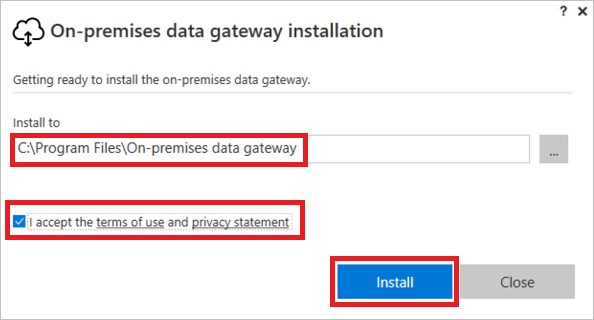 ? ×
On-premises data gateway installation
Getting ready to install the on-premises data gateway.
Install to
C:\Program Files\On-premises data gateway
...
I accept the terms of use and privacy statement
Install
Close